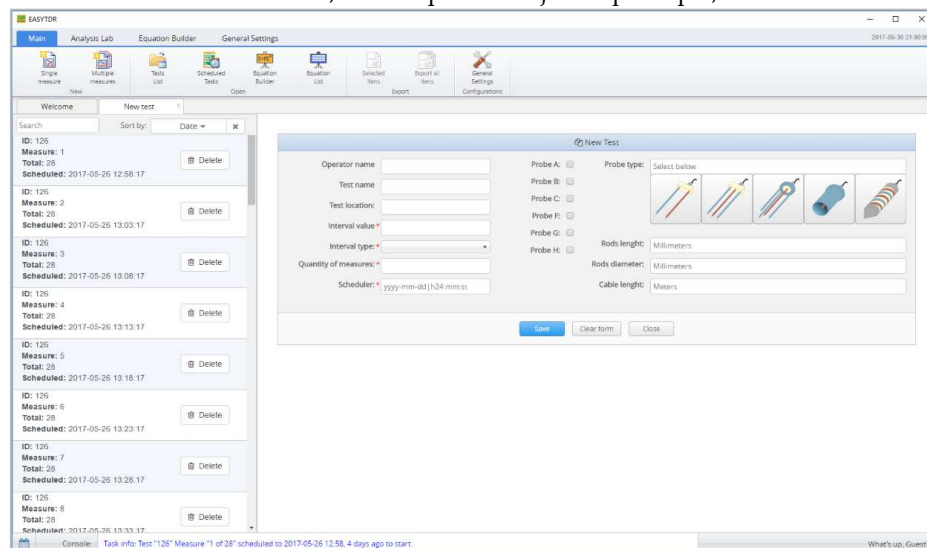 EASYTDR
Main Analysis Lab Equation Builder General Settings
2017-05-30 21:00:05
Single measure
Multiple measures
Tests List
Scheduled Tasks
Equation Builder
Equation List
Selected Itens
Export all Itens
General Settings
New
Open
Export
Configurations
Welcome
New test
Search
Sort by:
Date
ID: 126
Measure: 1
Total: 28
Scheduled: 2017-05-26 12:58:17
Delete
ID: 126
Measure: 2
Total: 28
Scheduled: 2017-05-26 13:03:17
Delete
ID: 126
Measure: 3
Total: 28
Scheduled: 2017-05-26 13:08:17
Delete
ID: 126
Measure: 4
Total: 28
Scheduled: 2017-05-26 13:13:17
Delete
ID: 126
Measure: 5
Total: 28
Scheduled: 2017-05-26 13:18:17
Delete
ID: 126
Measure: 6
Total: 28
Scheduled: 2017-05-26 13:23:17
Delete
ID: 126
Measure: 7
Total: 28
Scheduled: 2017-05-26 13:28:17
Delete
ID: 126
Measure: 8
Total: 28
Scheduled: 2017-05-26 13:33:17
Delete
New Test
Operator name
Test name
Test location:
Interval value *
Interval type: *
Quantity of measures: *
Scheduler: * yyyy-mm-dd|h24:mm:s
Probe A:
Probe B:
Probe C:
Probe F:
Probe G:
Probe H:
Probe type: Select below
Rods lenght: Millimeters
Rods diameter: Millimeters
Cable lenght: Meters
Save
Clear form
Close
Console: Task info: Test "126" Measure "1 of 28" scheduled to 2017-05-26 12:58, 4 days ago to start.
What's up, Guest